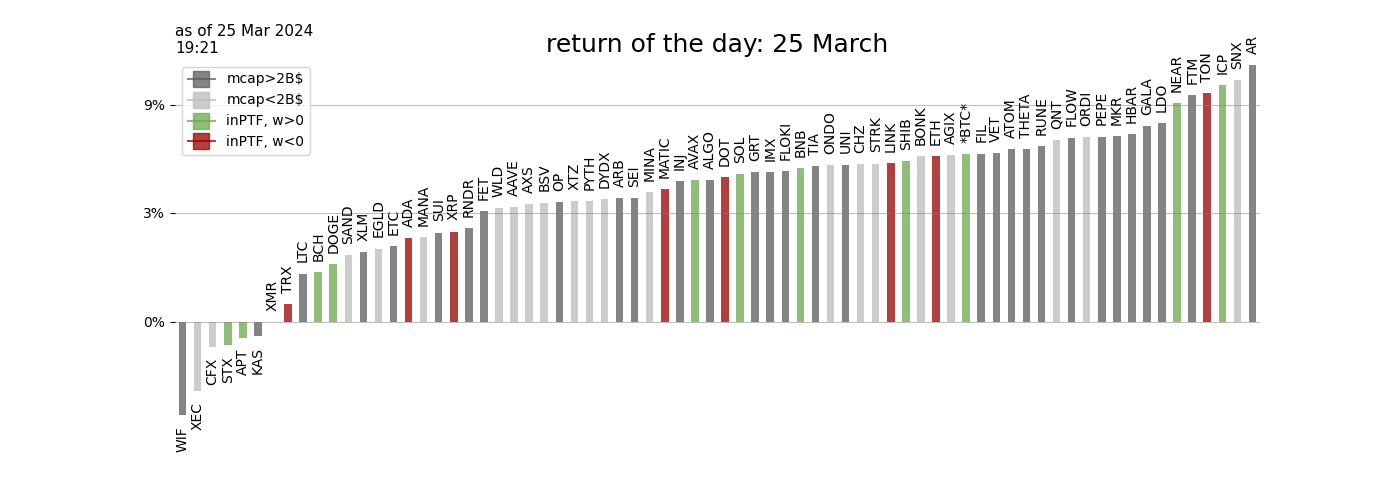 as of 25 Mar 2024
19:21
return of the day: 25 March
mcap>2B$
mcap<2B$
inPTF, w>0
inPTF, w<0
9%
3%
0%
WIF
XEC
CFX
STX
APT
KAS
XMR
TRX
LTC
BCH
DOGE
SAND
XLM
EGLD
ETC
ADA
MANA
SUI
XRP
RNDR
FET
WLD
AAVE
AXS
BSV
OP
XTZ
PYTH
DYDX
ARB
SEI
MINA
MATIC
INJ
AVAX
ALGO
DOT
SOL
GRT
IMX
FLOKI
BNB
TIA
ONDO
UNI
CHZ
STRK
LINK
SHIB
BONK
ETH
AGIX
*BTC*
FIL
VET
ATOM
THETA
RUNE
QNT
FLOW
ORDI
PEPE
MKR
HBAR
GALA
LDO
NEAR
FTM
TON
ICP
SNX
AR